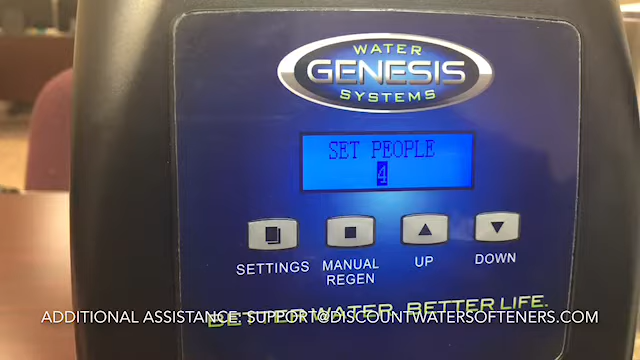 WATER
GENESIS
SYSTEMS
SET PEOPLE
4
SETTINGS
MANUAL
REGEN
UP
DOWN
BETTER WATER. BETTER LIFE.
ADDITIONAL ASSISTANCE: SUPPORT@DISCOUNTWATERSOFTENERS.COM